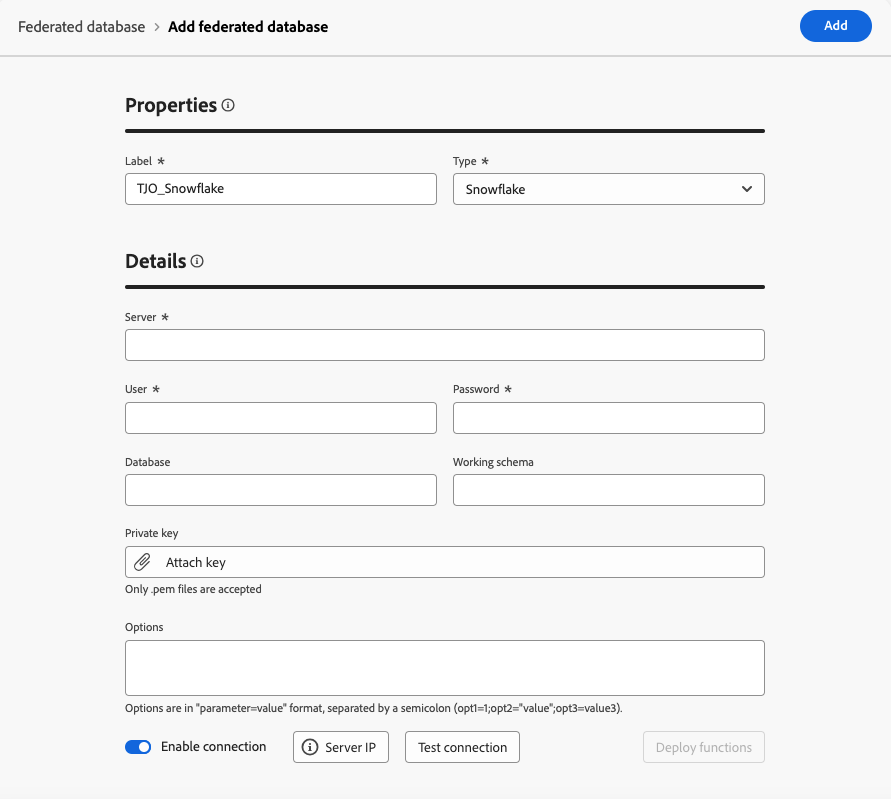 Federated database > Add federated database
Add
Properties
Label *
Type *
TJO_Snowflake
Snowflake
Details
Server *
User *
Password *
Database
Working schema
Private key
Attach key
Only .pem files are accepted
Options
Options are in "parameter=value" format, separated by a semicolon (opt1=1;opt2="value";opt3=value3).
Enable connection
Server IP
Test connection
Deploy functions